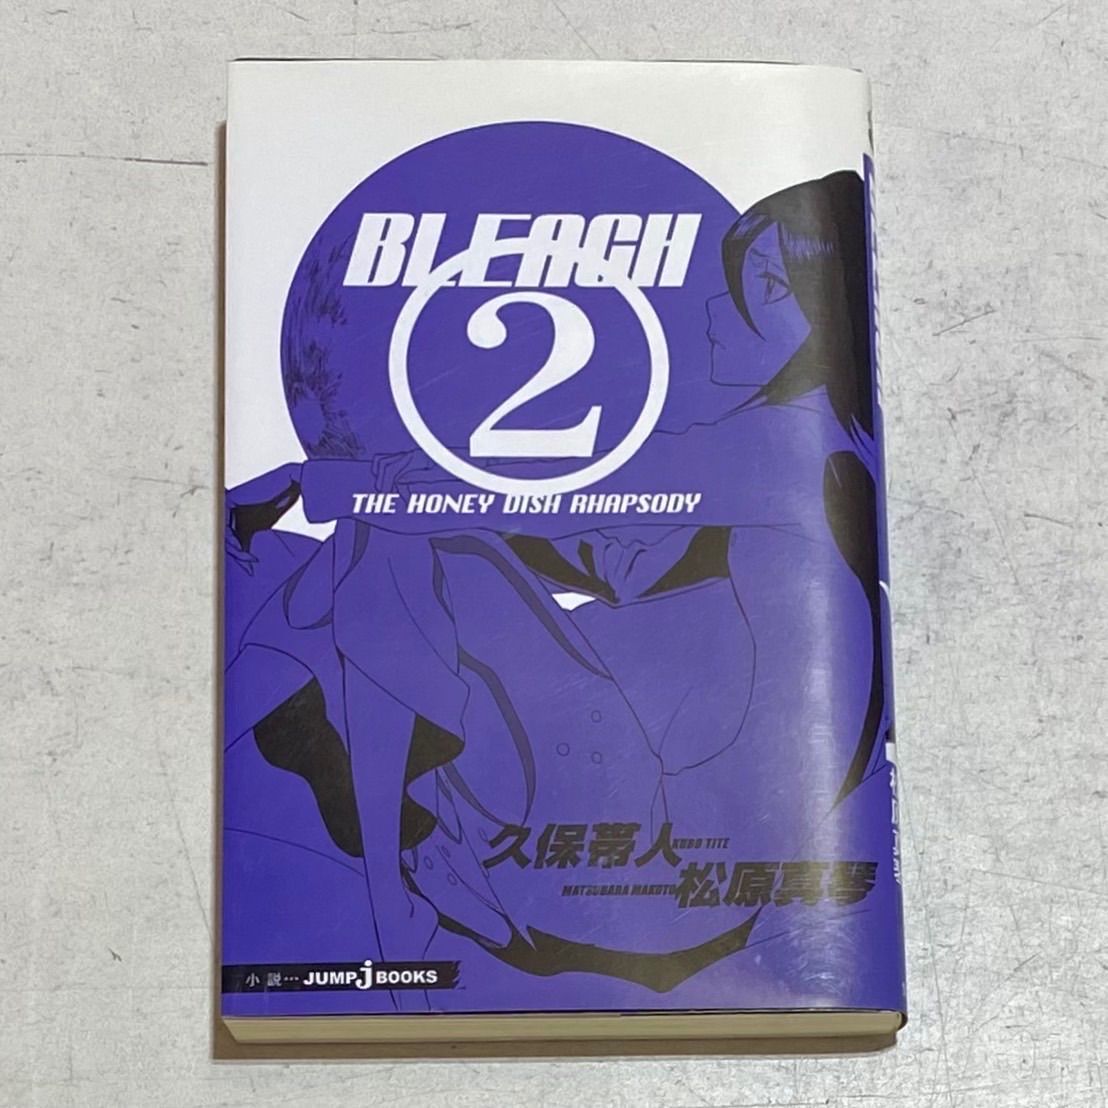 BLEACH
2
THE HONEY DISH RHAPSODY
久保帯人 KUBO TITE
MATSUBARA MAKOTO 松原真琴
小説 … JUMP j BOOKS